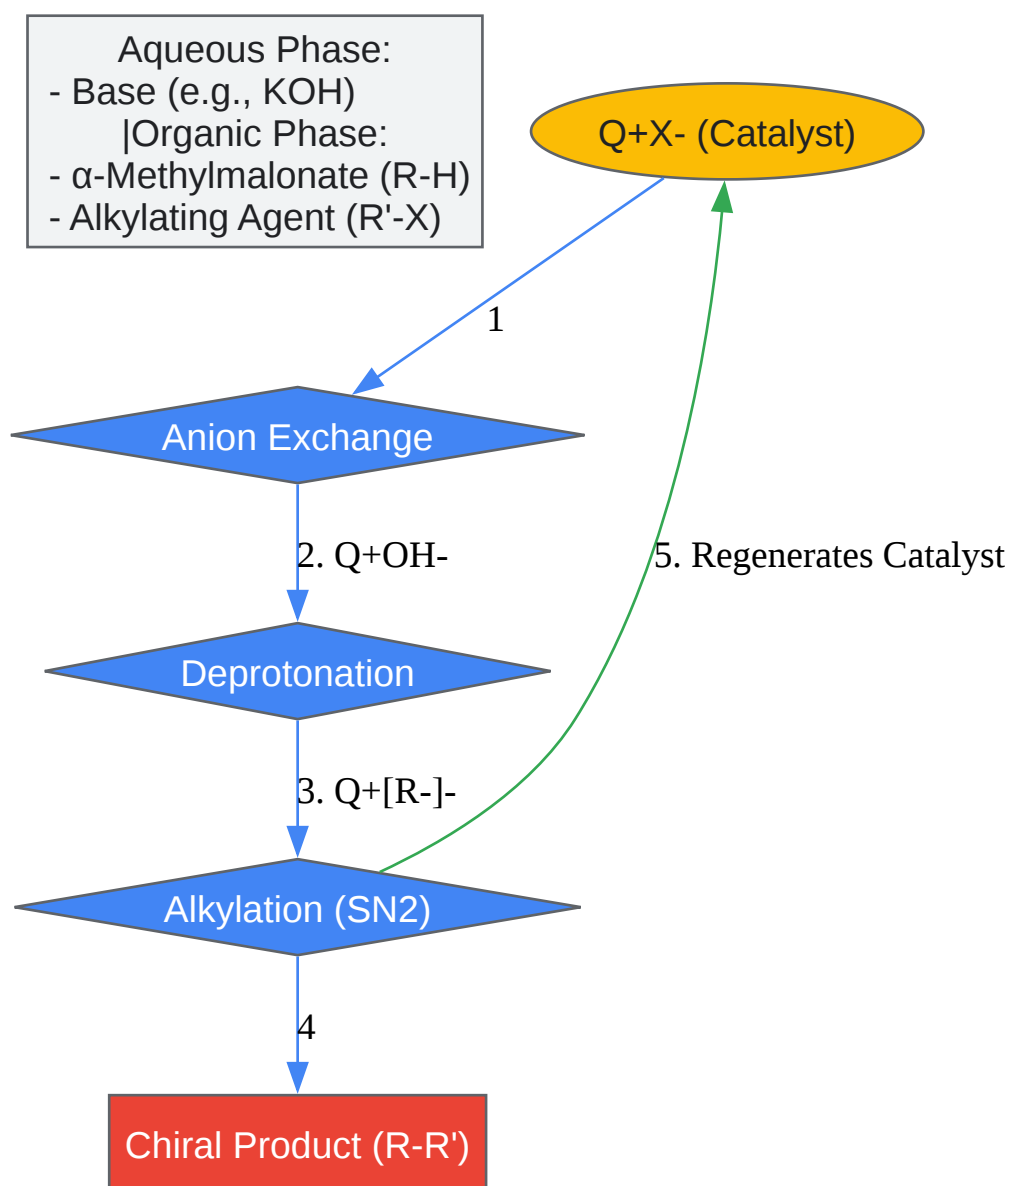 Aqueous Phase:
- Base (e.g., KOH)
|Organic Phase:
- α-Methylmalonate (R-H)
- Alkylating Agent (R'-X)
Q+X- (Catalyst)
1
Anion Exchange
2. Q+OH-
5. Regenerates Catalyst
Deprotonation
3. Q+[R-]-
Alkylation (SN2)
4
Chiral Product (R-R')